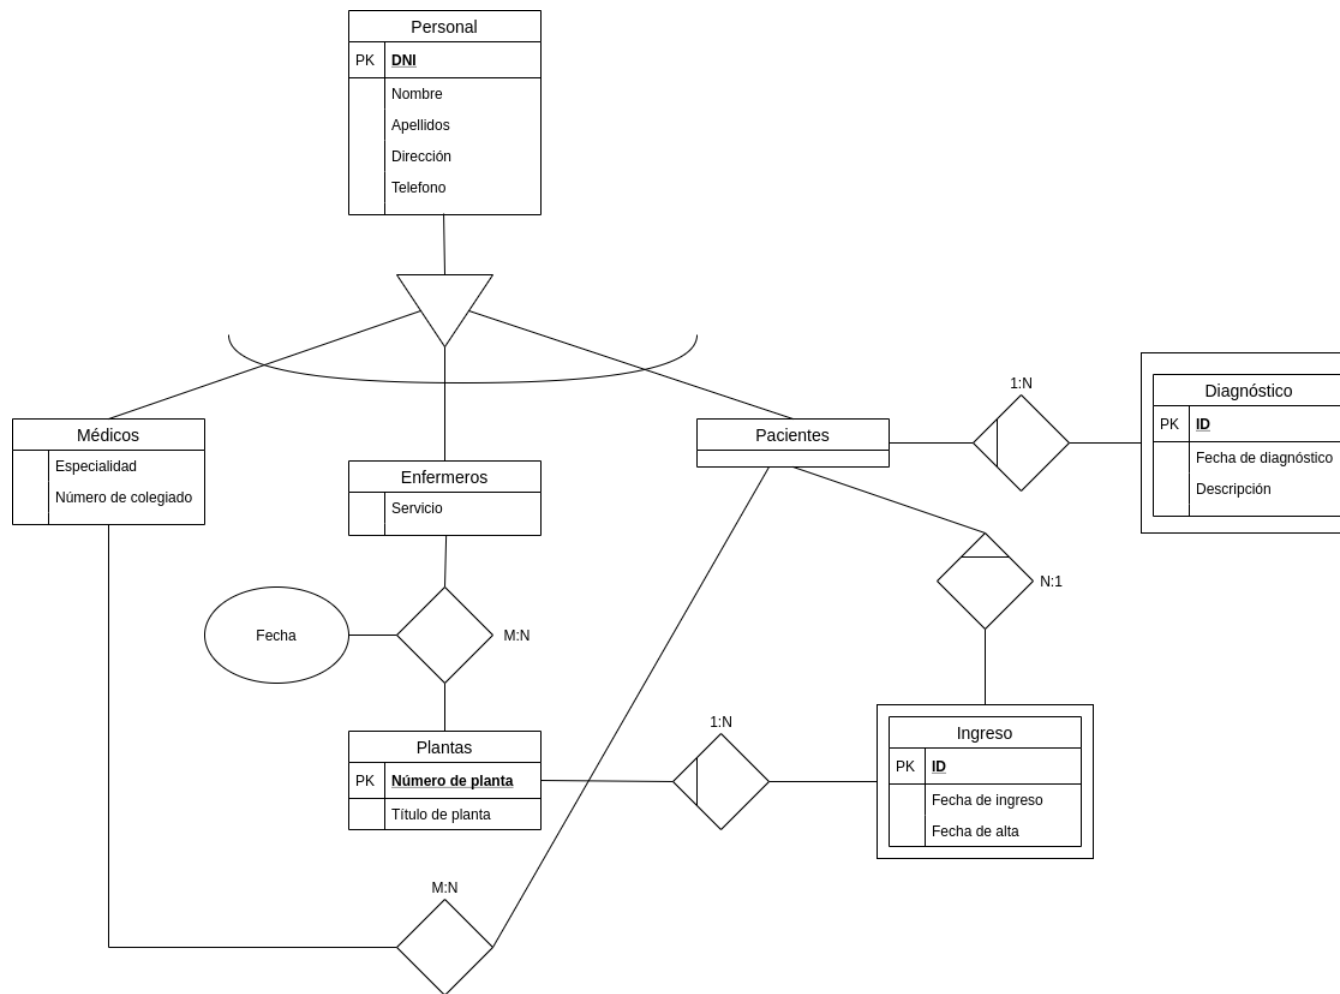 Personal
PK DNI
Nombre
Apellidos
Dirección
Telefono
Médicos
Especialidad
Número de colegiado
Enfermeros
Servicio
Pacientes
1:N
Diagnóstico
PK ID
Fecha de diagnóstico
Descripción
N:1
Fecha
M:N
Plantas
PK Número de planta
Título de planta
1:N
Ingreso
PK ID
Fecha de ingreso
Fecha de alta
M:N